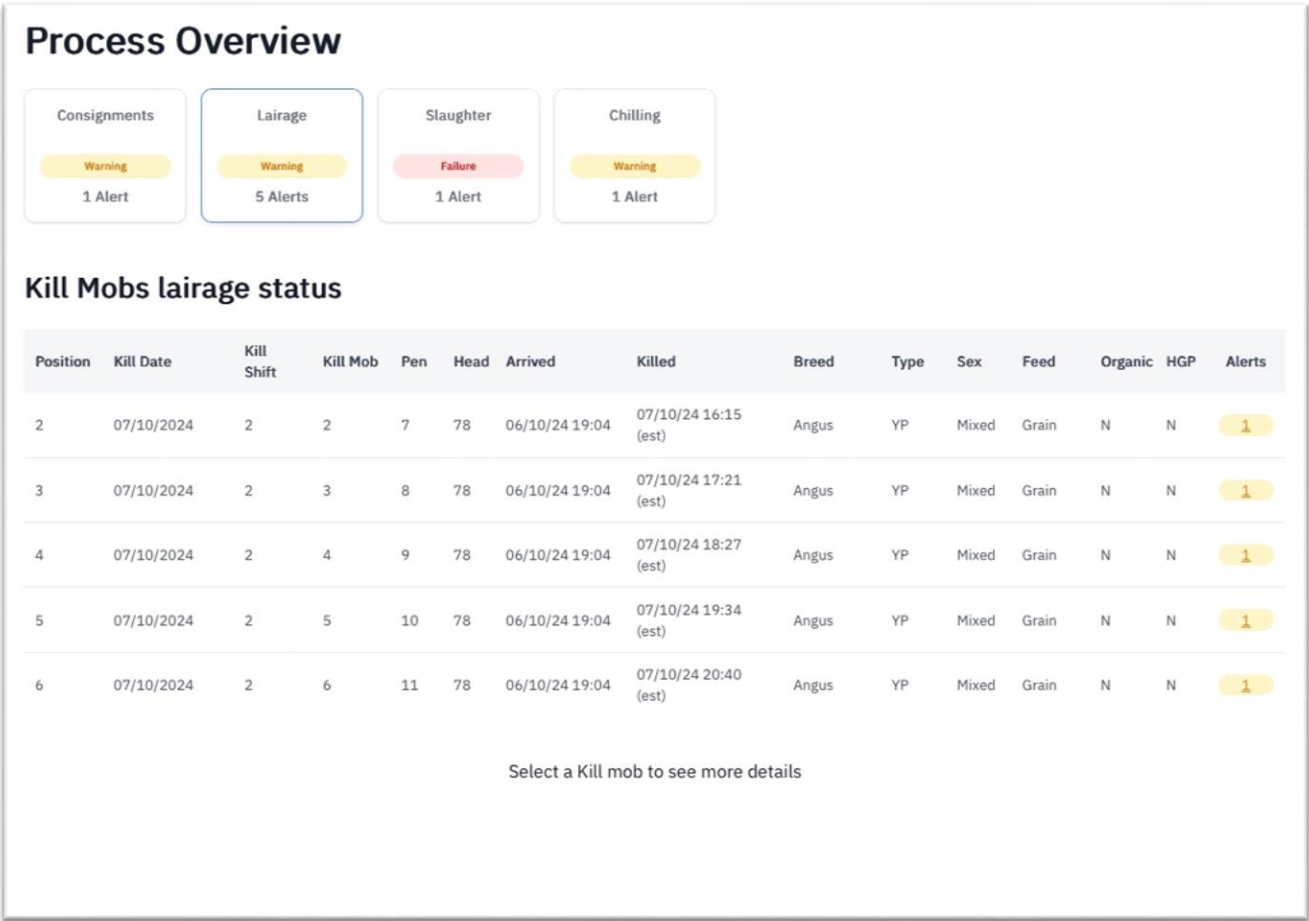 Process Overview
Consignments
Warning
1 Alert
Lairage
Warning
5 Alerts
Slaughter
Failure
1 Alert
Chilling
Warning
1 Alert
Kill Mobs lairage status
Position Kill Date Kill Shift Kill Mob Pen Head Arrived Killed Breed Type Sex Feed Organic HGP Alerts
2 07/10/2024 2 2 7 78 06/10/24 19:04 07/10/24 16:15 (est) Angus YP Mixed Grain N N 1
3 07/10/2024 2 3 8 78 06/10/24 19:04 07/10/24 17:21 (est) Angus YP Mixed Grain N N 1
4 07/10/2024 2 4 9 78 06/10/24 19:04 07/10/24 18:27 (est) Angus YP Mixed Grain N N 1
5 07/10/2024 2 5 10 78 06/10/24 19:04 07/10/24 19:34 (est) Angus YP Mixed Grain N N 1
6 07/10/2024 2 6 11 78 06/10/24 19:04 07/10/24 20:40 (est) Angus YP Mixed Grain N N 1
Select a Kill mob to see more details